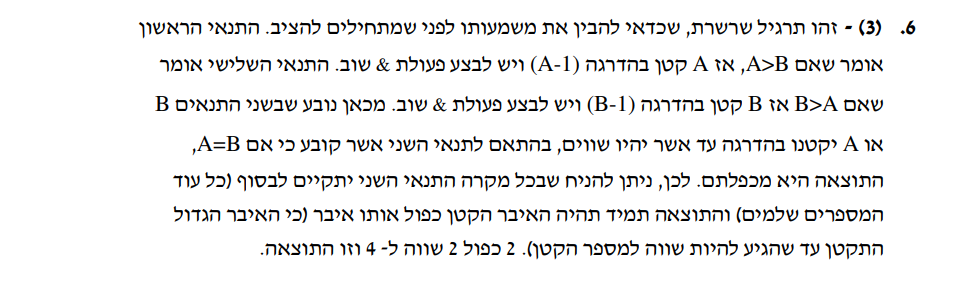 6. (3) - זהו תרגיל שרשרת, שכדאי להבין את משמעותו לפני שמתחילים להציב. התנאי הראשון
אומר שאם A>B, אז A קטן בהדרגה (A-1) ויש לבצע פעולת & שוב. התנאי השלישי אומר
שאם B>A אז B קטן בהדרגה (B-1) ויש לבצע פעולת & שוב. מכאן נובע שבשני התנאים B
או A יקטנו בהדרגה עד אשר יהיו שווים, בהתאם לתנאי השני אשר קובע כי אם A=B,
התוצאה היא מכפלתם. לכן, ניתן להניח שבכל מקרה התנאי השני יתקיים לבסוף (כל עוד
המספרים שלמים) והתוצאה תמיד תהיה האיבר הקטן כפול אותו איבר (כי האיבר הגדול
התקטן עד שהגיע להיות שווה למספר הקטן). 2 כפול 2 שווה ל- 4 וזו התוצאה.